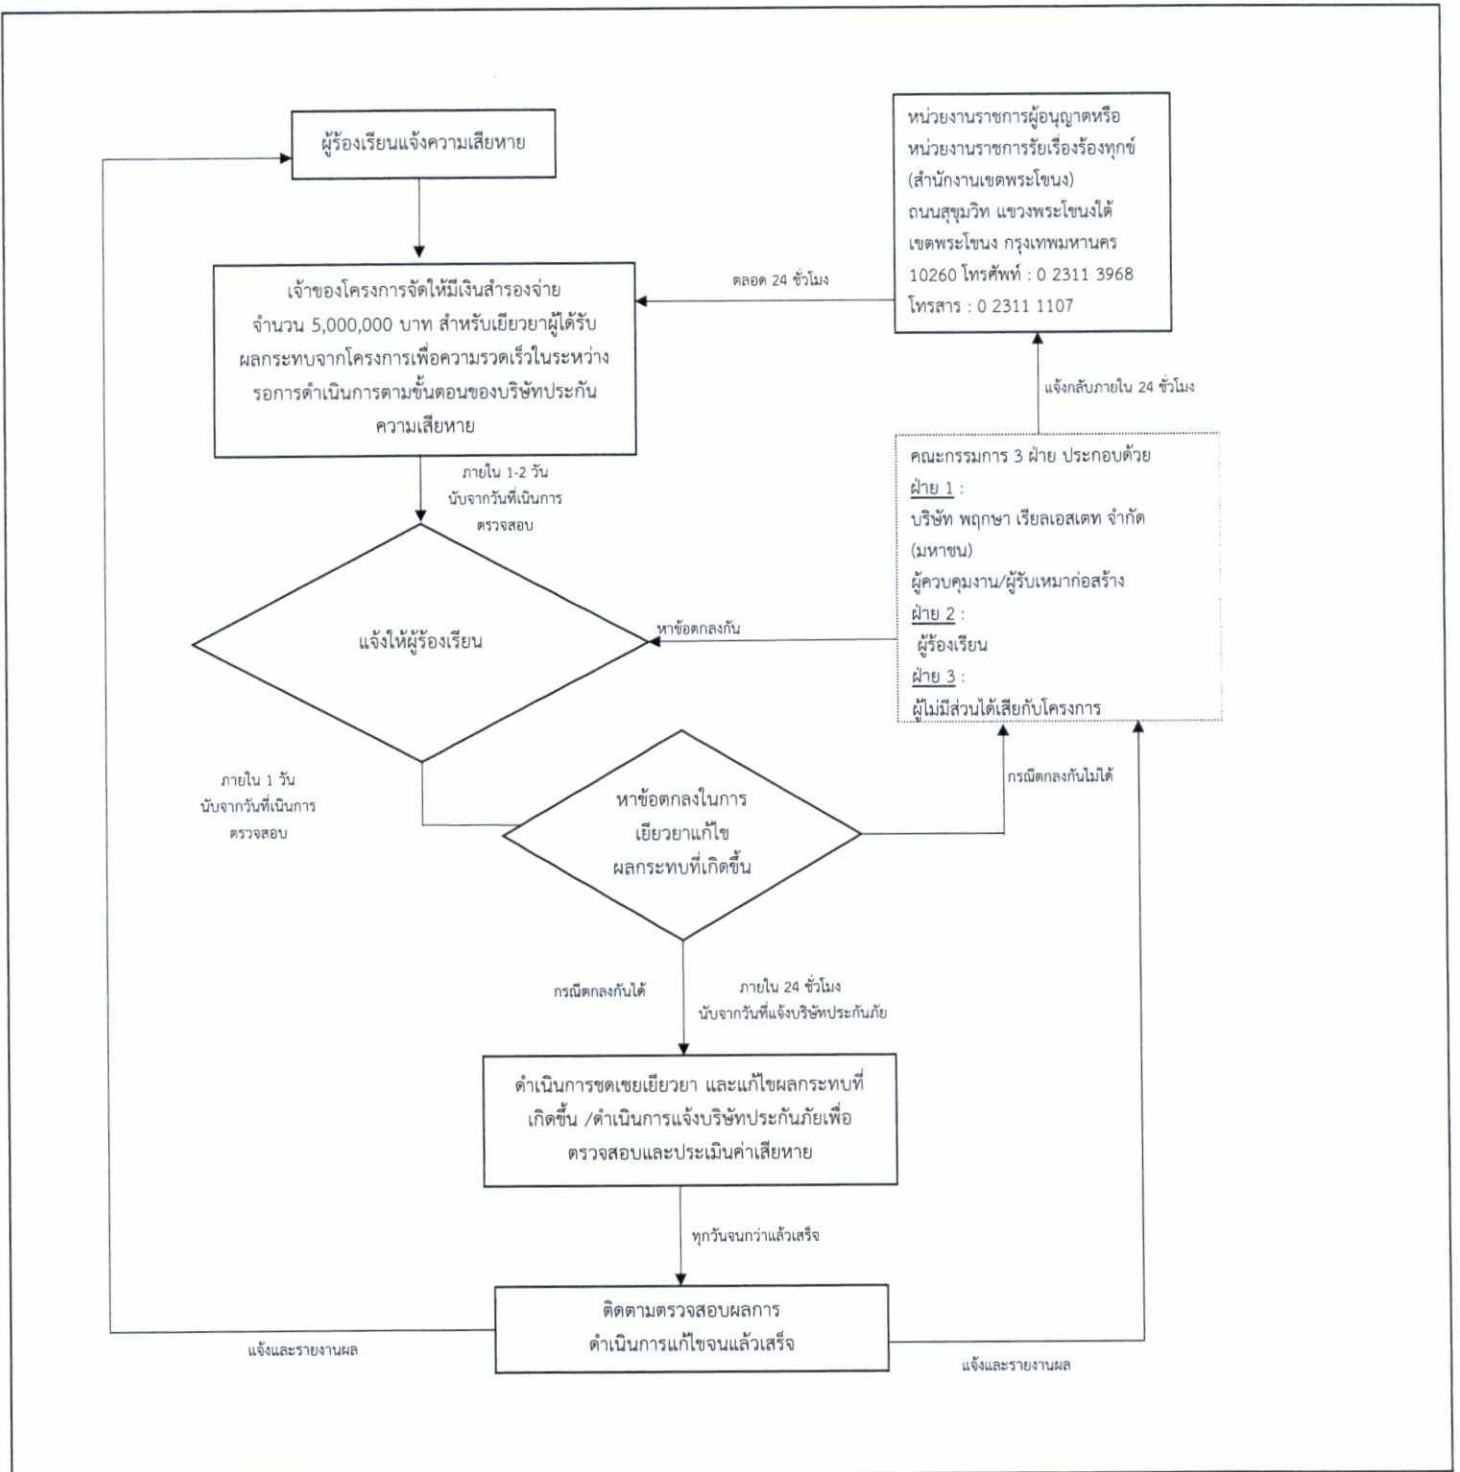 ผู้ร้องเรียนแจ้งความเสียหาย
หน่วยงานราชการผู้อนุญาตหรือ
หน่วยงานราชการรัยเรื่องร้องทุกข์
(สำนักงานเขตพระโขนง)
ถนนสุขุมวิท แขวงพระโขนงใต้
เขตพระโขนง กรุงเทพมหานคร
10260 โทรศัพท์ : 0 2311 3968
โทรสาร : 0 2311 1107
ตลอด 24 ชั่วโมง
เจ้าของโครงการจัดให้มีเงินสำรองจ่าย
จำนวน 5,000,000 บาท สำหรับเยียวยาผู้ได้รับ
ผลกระทบจากโครงการเพื่อความรวดเร็วในระหว่าง
รอการดำเนินการตามขั้นตอนของบริษัทประกัน
ความเสียหาย
แจ้งกลับภายใน 24 ชั่วโมง
ภายใน 1-2 วัน
นับจากวันที่เนินการ
ตรวจสอบ
คณะกรรมการ 3 ฝ่าย ประกอบด้วย
ฝ่าย 1 :
บริษัท พฤกษา เรียลเอสเตท จำกัด
(มหาชน)
ผู้ควบคุมงาน/ผู้รับเหมาก่อสร้าง
ฝ่าย 2 :
ผู้ร้องเรียน
ฝ่าย 3 :
ผู้ไม่มีส่วนได้เสียกับโครงการ
แจ้งให้ผู้ร้องเรียน
หาข้อตกลงกัน
ภายใน 1 วัน
นับจากวันที่เนินการ
ตรวจสอบ
หาข้อตกลงในการ
เยียวยาแก้ไข
ผลกระทบที่เกิดขึ้น
กรณีตกลงกันไม่ได้
กรณีตกลงกันได้
ภายใน 24 ชั่วโมง
นับจากวันที่แจ้งบริษัทประกันภัย
ดำเนินการชดเชยเยียวยา และแก้ไขผลกระทบที่
เกิดขึ้น /ดำเนินการแจ้งบริษัทประกันภัยเพื่อ
ตรวจสอบและประเมินค่าเสียหาย
ทุกวันจนกว่าแล้วเสร็จ
ติดตามตรวจสอบผลการ
ดำเนินการแก้ไขจนแล้วเสร็จ
แจ้งและรายงานผล
แจ้งและรายงานผล